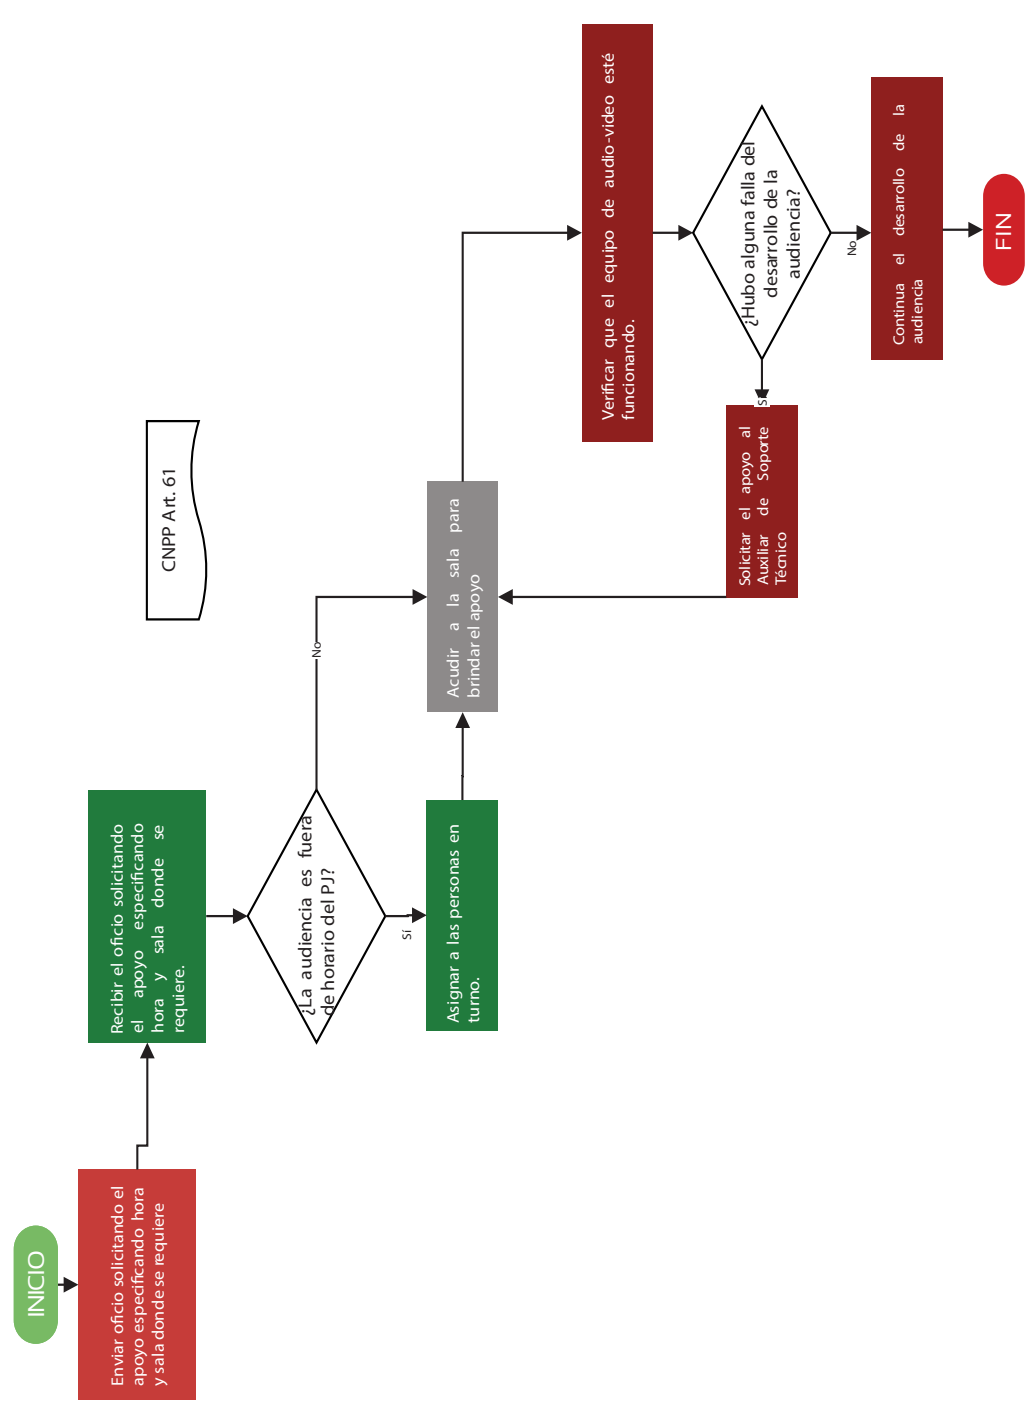 INICIO
Enviar oficio solicitando el
apoyo especificando hora
y sala donde se requiere
Recibir el oficio solicitando
el apoyo especificando
hora y sala donde se
requiere.
¿La audiencia es fuera
de horario del PJ?
No
Sí
Asignar a las personas en
turno.
CNPP Art. 61
Acudir a la sala para
brindar el apoyo
Verificar que el equipo de audio-video esté
funcionando.
¿Hubo alguna falla del
desarrollo de la
audiencia?
Sí
No
Solicitar el apoyo al
Auxiliar de Soporte
Técnico
Continua el desarrollo de la
audiencia
FIN